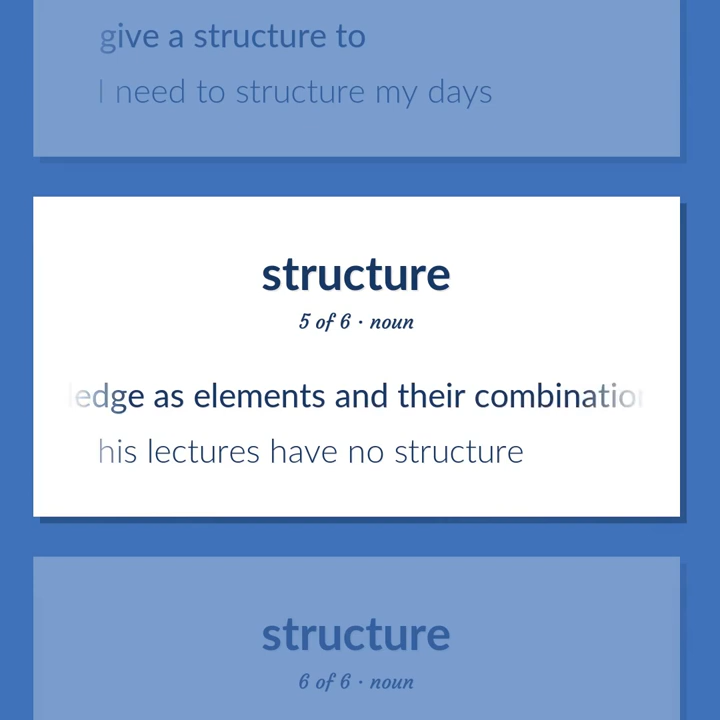 give a structure to
I need to structure my days
structure
5 of 6 · noun
edge as elements and their combinatio
his lectures have no structure
structure
6 of 6 · noun